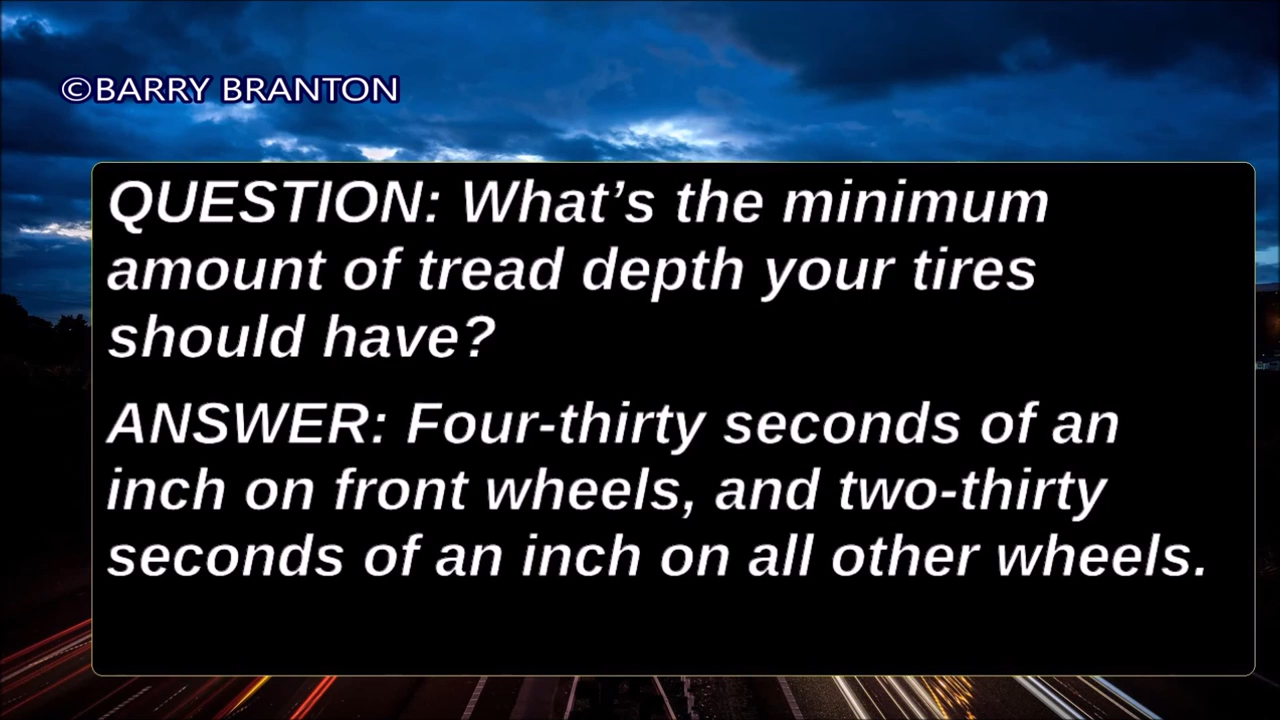 ©BARRY BRANTON
QUESTION: What’s the minimum
amount of tread depth your tires
should have?
ANSWER: Four-thirty seconds of an
inch on front wheels, and two-thirty
seconds of an inch on all other wheels.